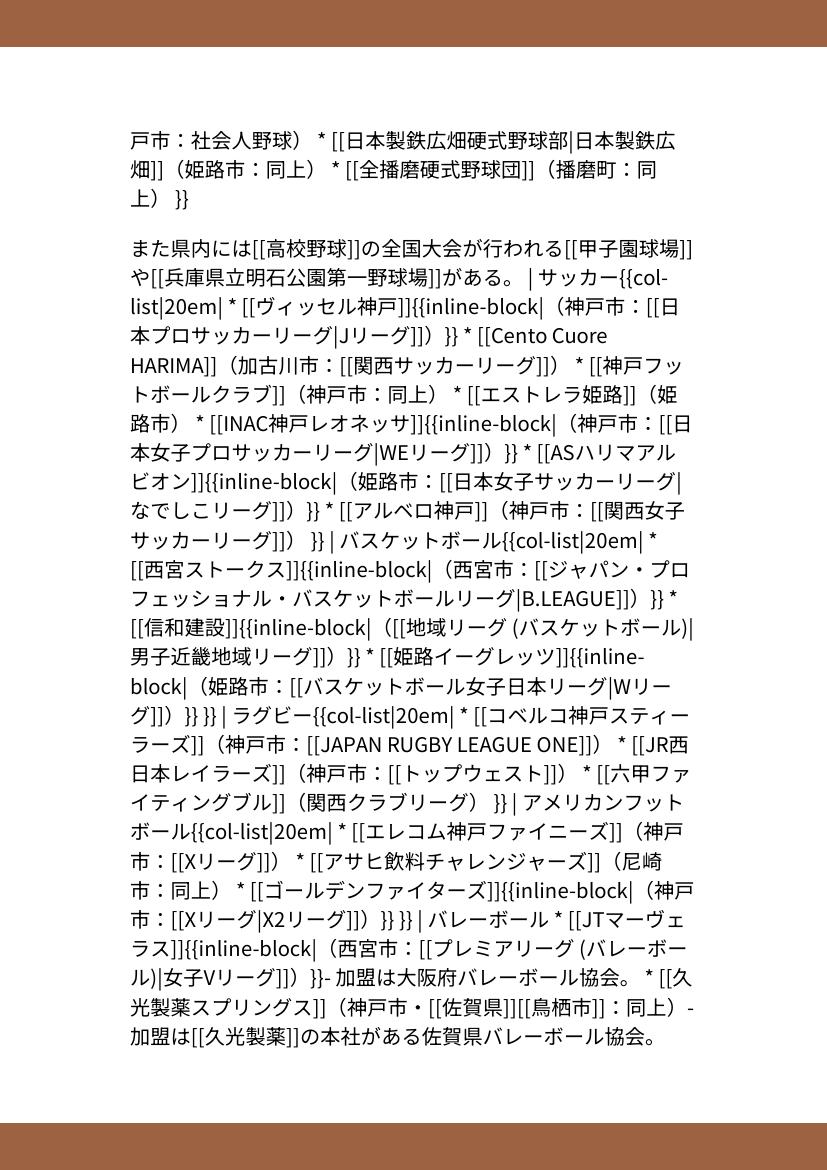 戸市：社会人野球） * [[日本製鉄広畑硬式野球部|日本製鉄広
畑]]（姫路市：同上） * [[全播磨硬式野球団]]（播磨町：同
上） }}
また県内には[[高校野球]]の全国大会が行われる[[甲子園球場]]
や[[兵庫県立明石公園第一野球場]]がある。 | サッカー{{col-
list|20em| * [[ヴィッセル神戸]]{{inline-block|（神戸市：[[日
本プロサッカーリーグ|Jリーグ]]）}} * [[Cento Cuore
HARIMA]]（加古川市：[[関西サッカーリーグ]]） * [[神戸フッ
トボールクラブ]]（神戸市：同上） * [[エストレラ姫路]]（姫
路市） * [[INAC神戸レオネッサ]]{{inline-block|（神戸市：[[日
本女子プロサッカーリーグ|WEリーグ]]）}} * [[ASハリマアル
ビオン]]{{inline-block|（姫路市：[[日本女子サッカーリーグ|
なでしこリーグ]]）}} * [[アルベロ神戸]]（神戸市：[[関西女子
サッカーリーグ]]） }} | バスケットボール{{col-list|20em| *
[[西宮ストークス]]{{inline-block|（西宮市：[[ジャパン・プロ
フェッショナル・バスケットボールリーグ|B.LEAGUE]]）}} *
[[信和建設]]{{inline-block|（[[地域リーグ (バスケットボール)|
男子近畿地域リーグ]]）}} * [[姫路イーグレッツ]]{{inline-
block|（姫路市：[[バスケットボール女子日本リーグ|Wリー
グ]]）}} }} | ラグビー{{col-list|20em| * [[コベルコ神戸スティー
ラーズ]]（神戸市：[[JAPAN RUGBY LEAGUE ONE]]） * [[JR西
日本レイラーズ]]（神戸市：[[トップウェスト]]） * [[六甲ファ
イティングブル]]（関西クラブリーグ） }} | アメリカンフット
ボール{{col-list|20em| * [[エレコム神戸ファイニーズ]]（神戸
市：[[Xリーグ]]） * [[アサヒ飲料チャレンジャーズ]]（尼崎
市：同上） * [[ゴールデンファイターズ]]{{inline-block|（神戸
市：[[Xリーグ|X2リーグ]]）}} }} | バレーボール * [[JTマーヴェ
ラス]]{{inline-block|（西宮市：[[プレミアリーグ (バレーボー
ル)|女子Vリーグ]]）}}- 加盟は大阪府バレーボール協会。 * [[久
光製薬スプリングス]]（神戸市・[[佐賀県]][[鳥栖市]]：同上）-
加盟は[[久光製薬]]の本社がある佐賀県バレーボール協会。